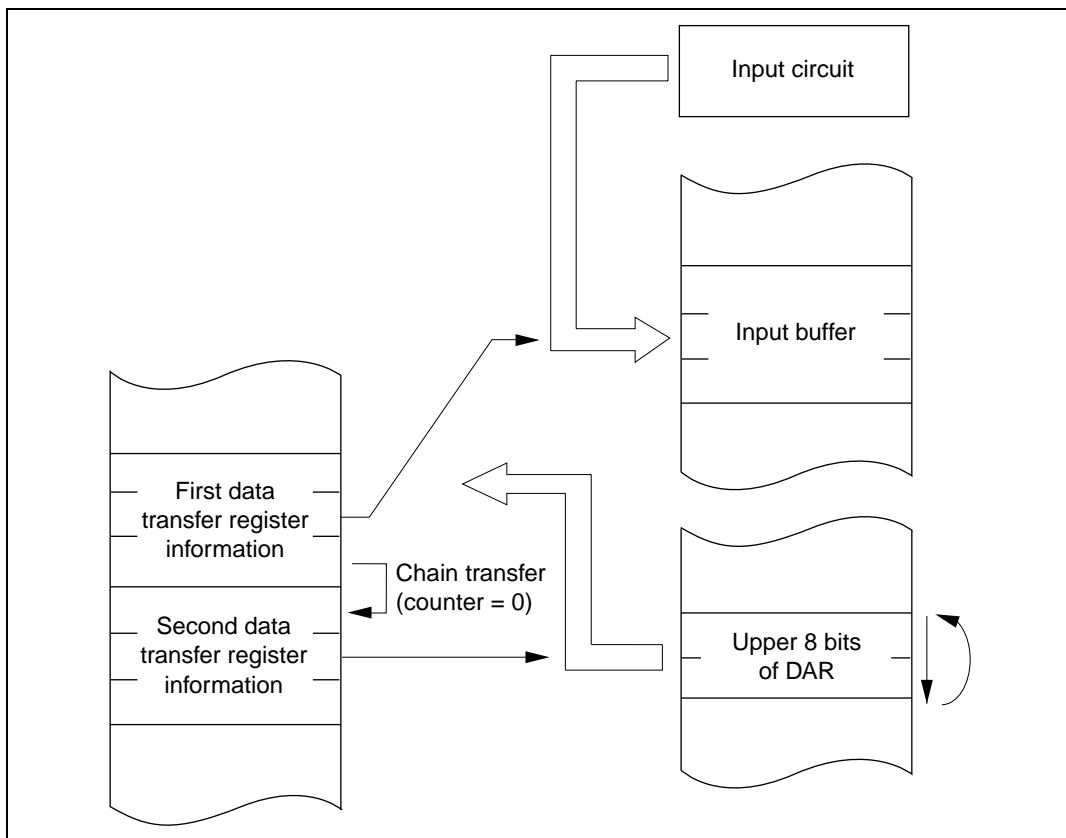 Input circuit
Input buffer
First data
transfer register
information
Chain transfer
(counter = 0)
Second data
transfer register
information
Upper 8 bits
of DAR